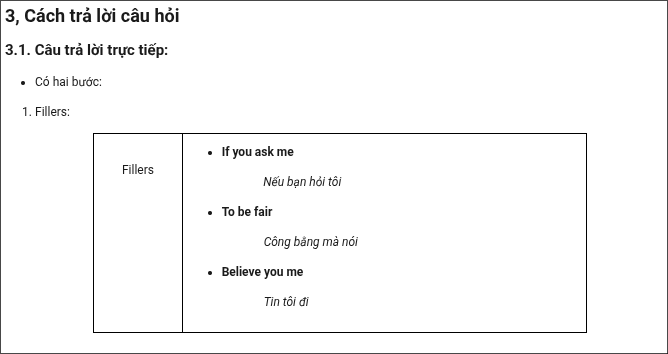 3, Cách trả lời câu hỏi
3.1. Câu trả lời trực tiếp:
• Có hai bước:
1. Fillers:
Fillers
• If you ask me
Nếu bạn hỏi tôi
• To be fair
Công bằng mà nói
• Believe you me
Tin tôi đi